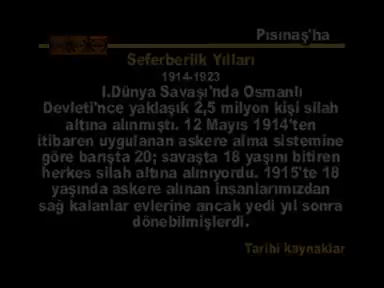 Pısınaş'ha
Seferberlik Yılları
1914-1923
I.Dünya Savaşı'nda Osmanlı
Devleti'nce yaklaşık 2,5 milyon kişi silah
altına alınmıştı. 12 Mayıs 1914'ten
itibaren uygulanan askere alma sistemine
göre barışta 20; savaşta 18 yaşını bitiren
herkes silah altına alınıyordu. 1915'te 18
yaşında askere alınan insanlarımızdan
sağ kalanlar evlerine ancak yedi yıl sonra
dönebilmişlerdi.
Tarihi kaynaklar